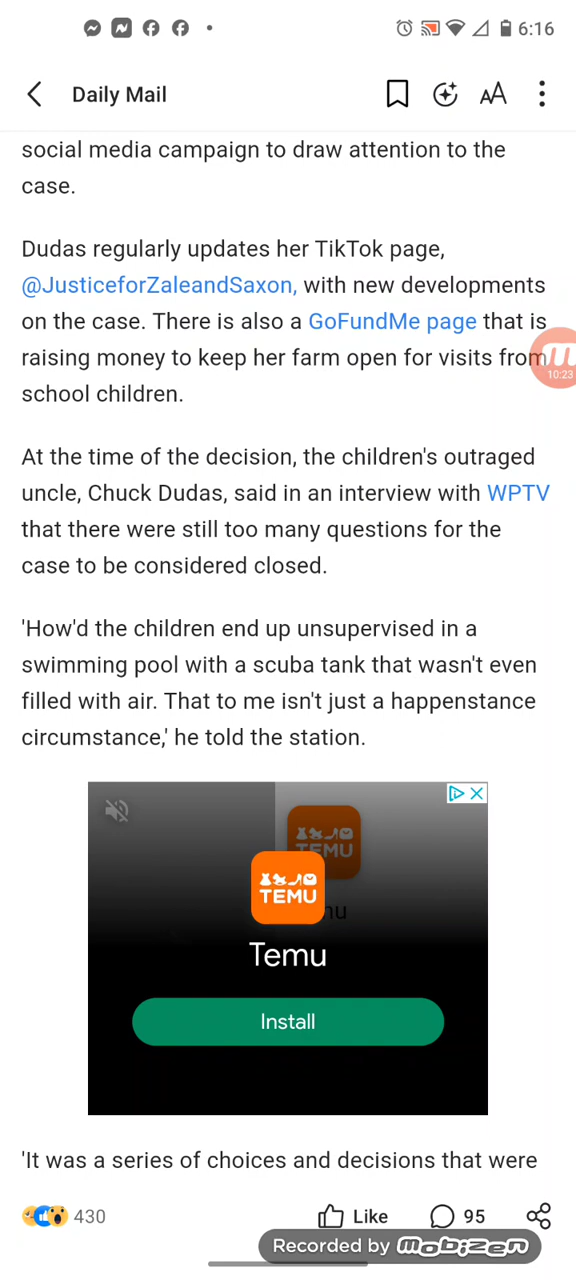 6:16
Daily Mail
AA
social media campaign to draw attention to the
case.
Dudas regularly updates her TikTok page,
@JusticeforZaleandSaxon, with new developments
on the case. There is also a GoFundMe page that is
raising money to keep her farm open for visits from
school children.
10:23
At the time of the decision, the children's outraged
uncle, Chuck Dudas, said in an interview with WPTV
that there were still too many questions for the
case to be considered closed.
'How'd the children end up unsupervised in a
swimming pool with a scuba tank that wasn't even
filled with air. That to me isn't just a happenstance
circumstance,' he told the station.
TEMU
TEMU
nu
Temu
Install
'It was a series of choices and decisions that were
430 Like 95
Recorded by mobizen